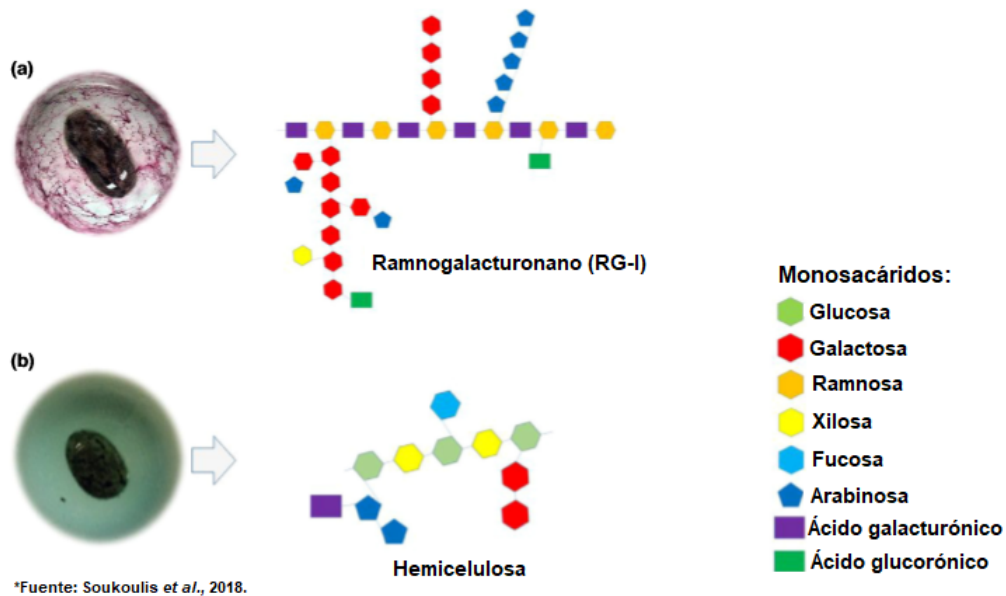 (a)
Ramnogalacturonano (RG-I)
(b)
Hemicelulosa
Monosacáridos:
Glucosa
Galactosa
Ramnosa
Xilosa
Fucosa
Arabinosa
Ácido galacturónico
Ácido glucorónico
*Fuente: Soukoulis et al., 2018.